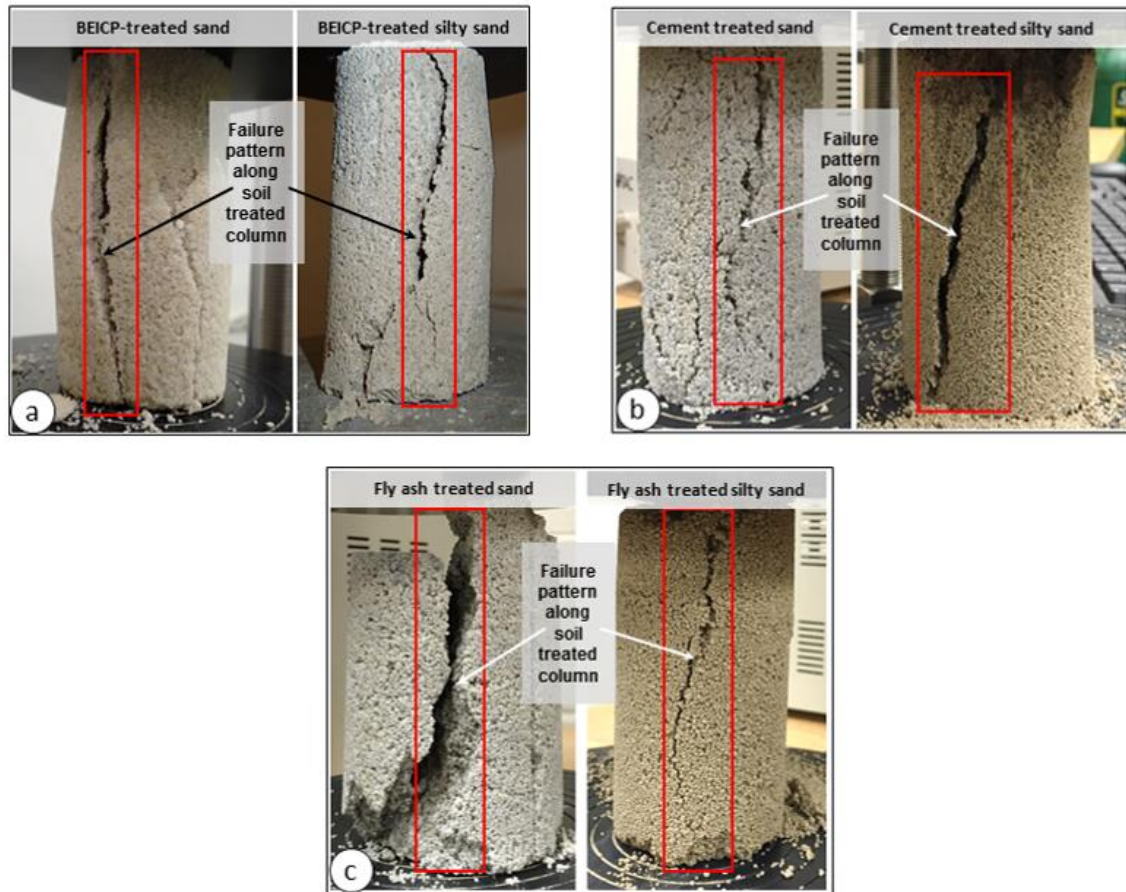 BEICP-treated sand
BEICP-treated silty sand
Failure
pattern
along
soil
treated
column
a
Cement treated sand
Cement treated silty sand
Failure
pattern
along
soil
treated
column
b
Fly ash treated sand
Fly ash treated silty sand
Failure
pattern
along
soil
treated
column
c